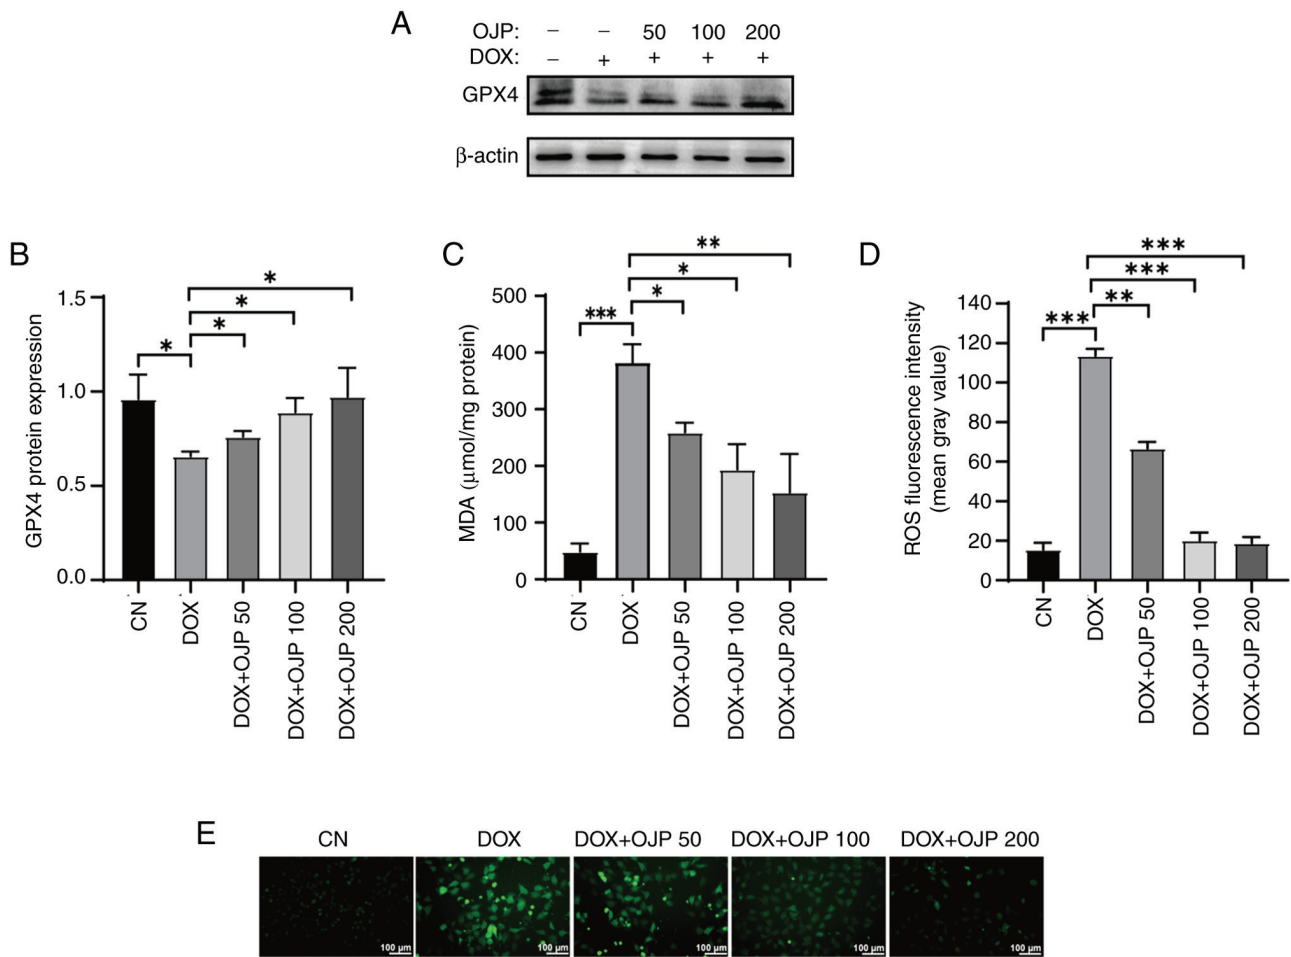 A
OJP: – – 50 100 200
DOX: – + + + +
GPX4
β-actin
B
GPX4 protein expression
1.5
1.0
0.5
0.0
*
*
*
*
CN
DOX
DOX+OJP 50
DOX+OJP 100
DOX+OJP 200
C
MDA (μmol/mg protein)
500
400
300
200
100
0
**
*
*
***
CN
DOX
DOX+OJP 50
DOX+OJP 100
DOX+OJP 200
D
ROS fluorescence intensity
(mean gray value)
140
120
100
80
60
40
20
0
***
***
**
***
CN
DOX
DOX+OJP 50
DOX+OJP 100
DOX+OJP 200
E
CN DOX DOX+OJP 50 DOX+OJP 100 DOX+OJP 200
100 μm 100 μm 100 μm 100 μm 100 μm